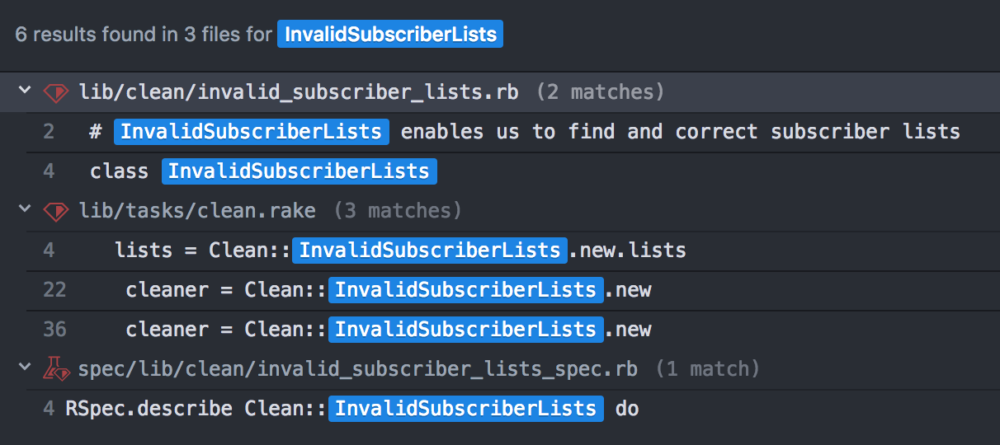 6 results found in 3 files for InvalidSubscriberLists
lib/clean/invalid_subscriber_lists.rb (2 matches)
2 # InvalidSubscriberLists enables us to find and correct subscriber lists
4 class InvalidSubscriberLists
lib/tasks/clean.rake (3 matches)
4 lists = Clean::InvalidSubscriberLists.new.lists
22 cleaner = Clean::InvalidSubscriberLists.new
36 cleaner = Clean::InvalidSubscriberLists.new
spec/lib/clean/invalid_subscriber_lists_spec.rb (1 match)
4 RSpec.describe Clean::InvalidSubscriberLists do